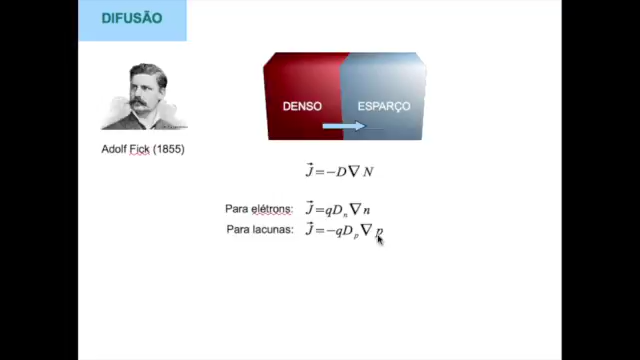 DIFUSÃO
DENSO ESPARÇO
Adolf Fick (1855)
J⃗=−D∇N
Para elétrons: J⃗=qDₙ∇n
Para lacunas: J⃗=−qDₚ∇p